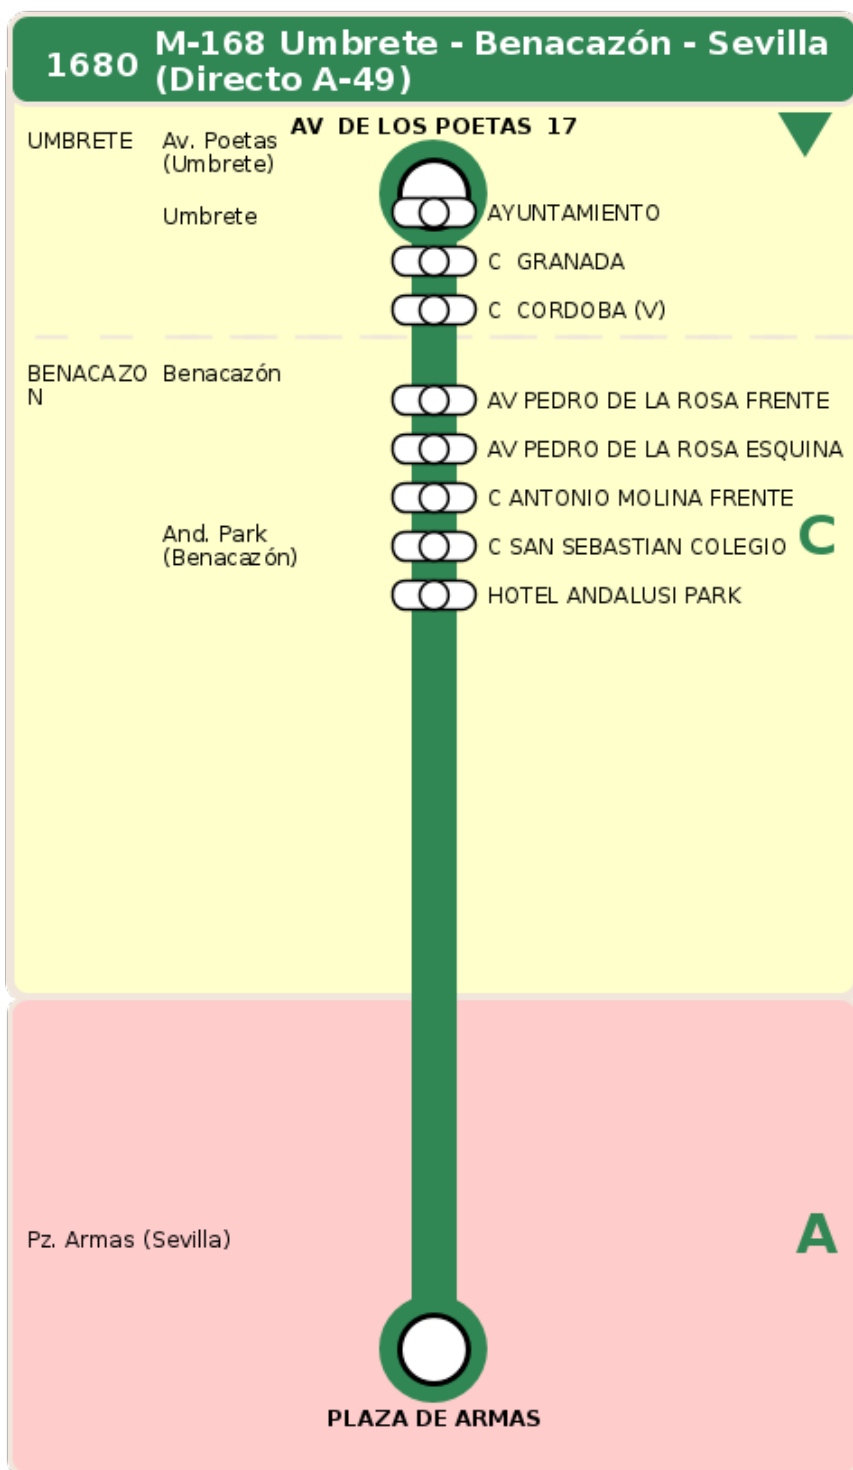 1680
M-168 Umbrete - Benacazón - Sevilla
(Directo A-49)
AV  DE LOS POETAS  17
UMBRETE
Av. Poetas
(Umbrete)
Umbrete
AYUNTAMIENTO
C  GRANADA
C  CORDOBA (V)
BENACAZO
N
Benacazón
AV PEDRO DE LA ROSA FRENTE
AV PEDRO DE LA ROSA ESQUINA
C ANTONIO MOLINA FRENTE
And. Park
(Benacazón)
C SAN SEBASTIAN COLEGIO
C
HOTEL ANDALUSI PARK
Pz. Armas (Sevilla)
A
PLAZA DE ARMAS